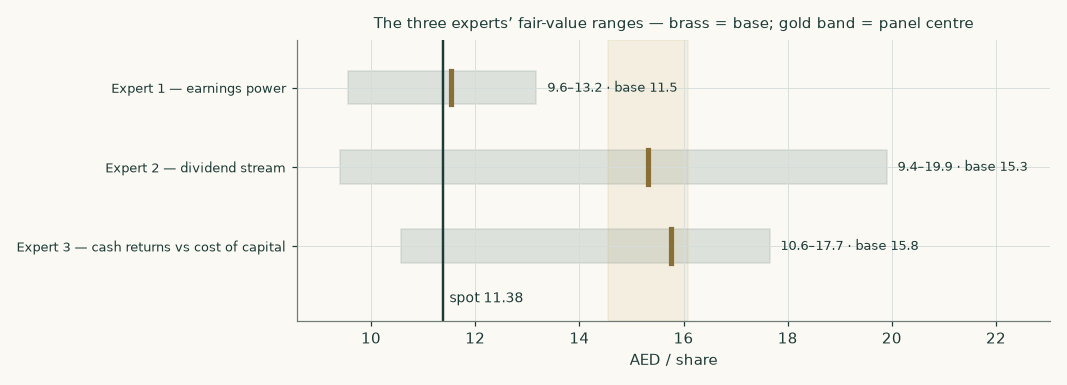 The three experts’ fair-value ranges — brass = base; gold band = panel centre
Expert 1 — earnings power
9.6–13.2 · base 11.5
Expert 2 — dividend stream
9.4–19.9 · base 15.3
Expert 3 — cash returns vs cost of capital
10.6–17.7 · base 15.8
spot 11.38
10 12 14 16 18 20 22
AED / share